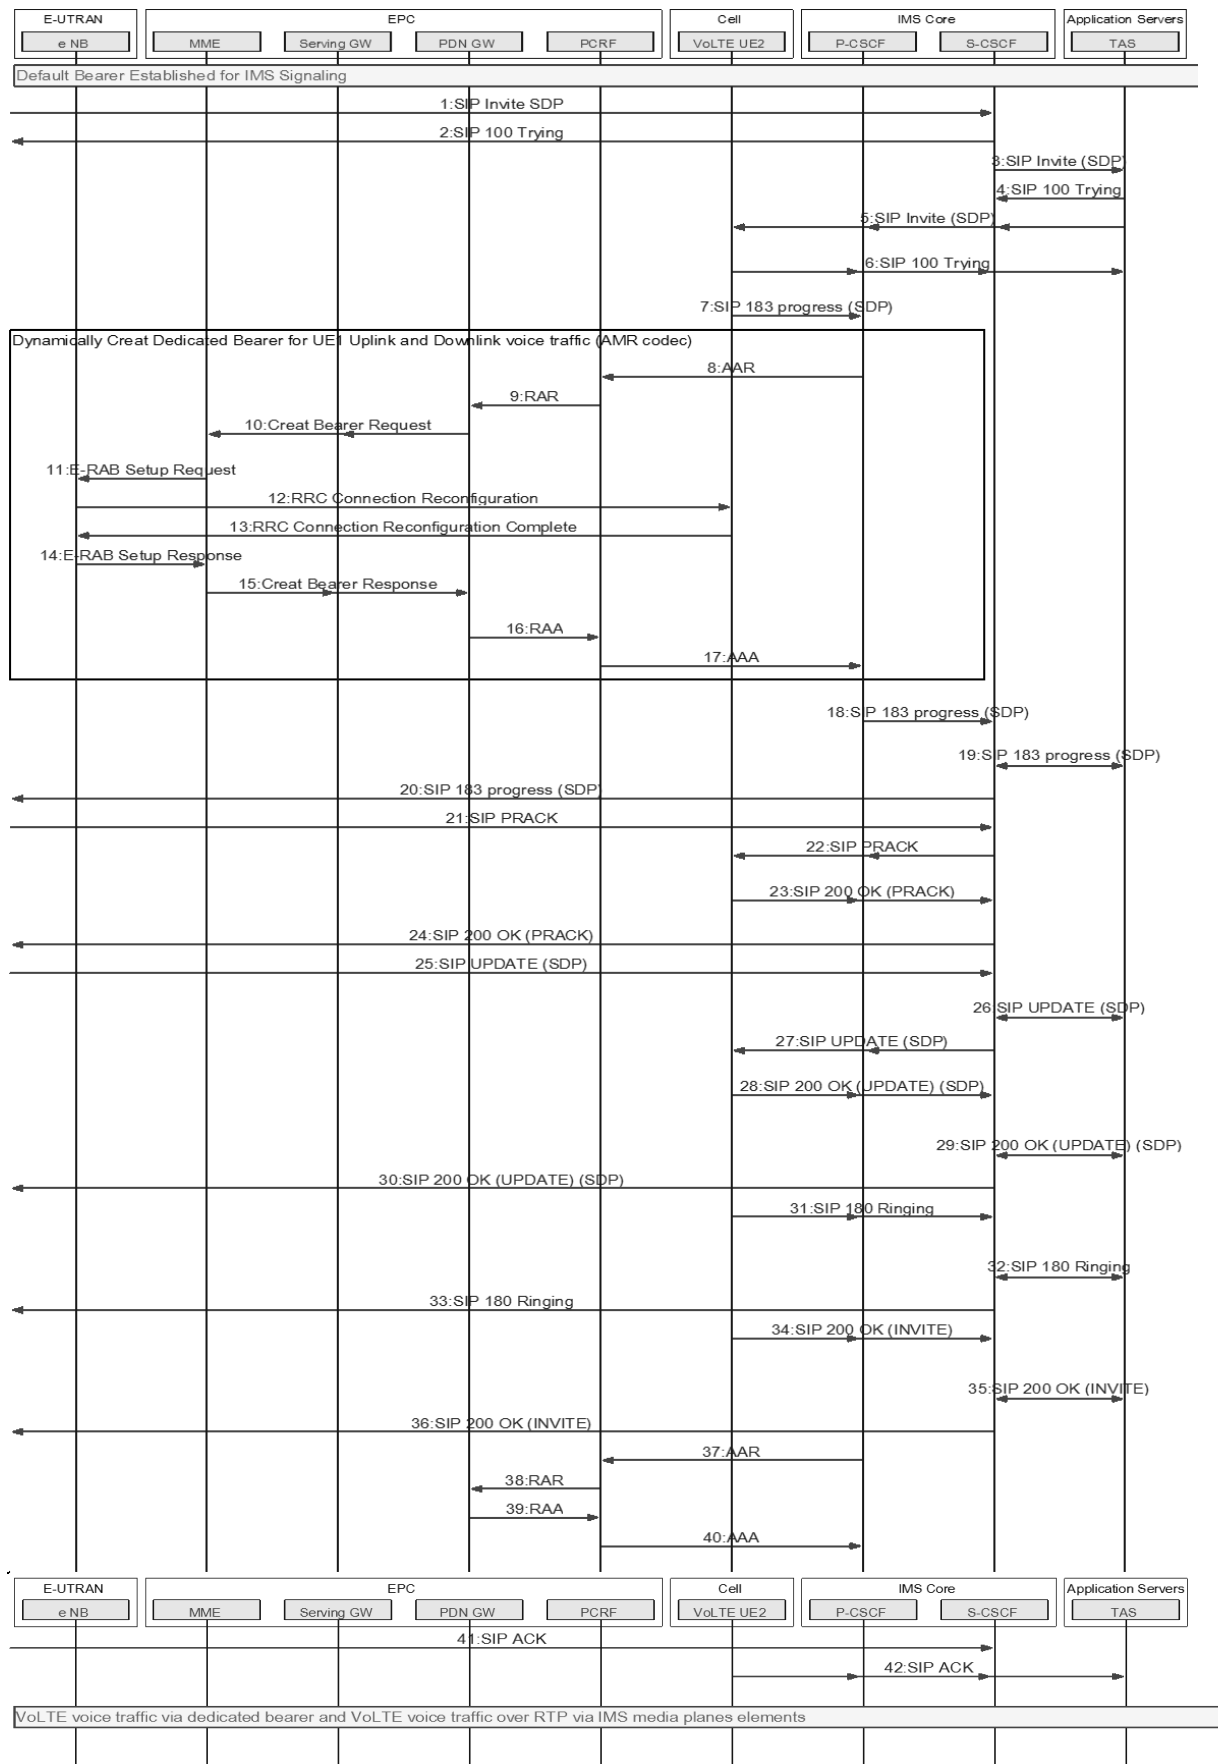 E-UTRAN EPC Cell IMS Core Application Servers
e NB MME Serving GW PDN GW PCRF VoLTE UE2 P-CSCF S-CSCF TAS
Default Bearer Established for IMS Signaling
1:SIP Invite SDP
2:SIP 100 Trying
3:SIP Invite (SDP)
4:SIP 100 Trying
5:SIP Invite (SDP)
6:SIP 100 Trying
7:SIP 183 progress (SDP)
Dynamically Creat Dedicated Bearer for UE1 Uplink and Downlink voice traffic (AMR codec)
8:AAR
9:RAR
10:Creat Bearer Request
11:E-RAB Setup Request
12:RRC Connection Reconfiguration
13:RRC Connection Reconfiguration Complete
14:E-RAB Setup Response
15:Creat Bearer Response
16:RAA
17:AAA
18:SIP 183 progress (SDP)
19:SIP 183 progress (SDP)
20:SIP 183 progress (SDP)
21:SIP PRACK
22:SIP PRACK
23:SIP 200 OK (PRACK)
24:SIP 200 OK (PRACK)
25:SIP UPDATE (SDP)
26:SIP UPDATE (SDP)
27:SIP UPDATE (SDP)
28:SIP 200 OK (UPDATE) (SDP)
29:SIP 200 OK (UPDATE) (SDP)
30:SIP 200 OK (UPDATE) (SDP)
31:SIP 180 Ringing
32:SIP 180 Ringing
33:SIP 180 Ringing
34:SIP 200 OK (INVITE)
35:SIP 200 OK (INVITE)
36:SIP 200 OK (INVITE)
37:AAR
38:RAR
39:RAA
40:AAA
E-UTRAN EPC Cell IMS Core Application Servers
e NB MME Serving GW PDN GW PCRF VoLTE UE2 P-CSCF S-CSCF TAS
41:SIP ACK
42:SIP ACK
VoLTE voice traffic via dedicated bearer and VoLTE voice traffic over RTP via IMS media planes elements